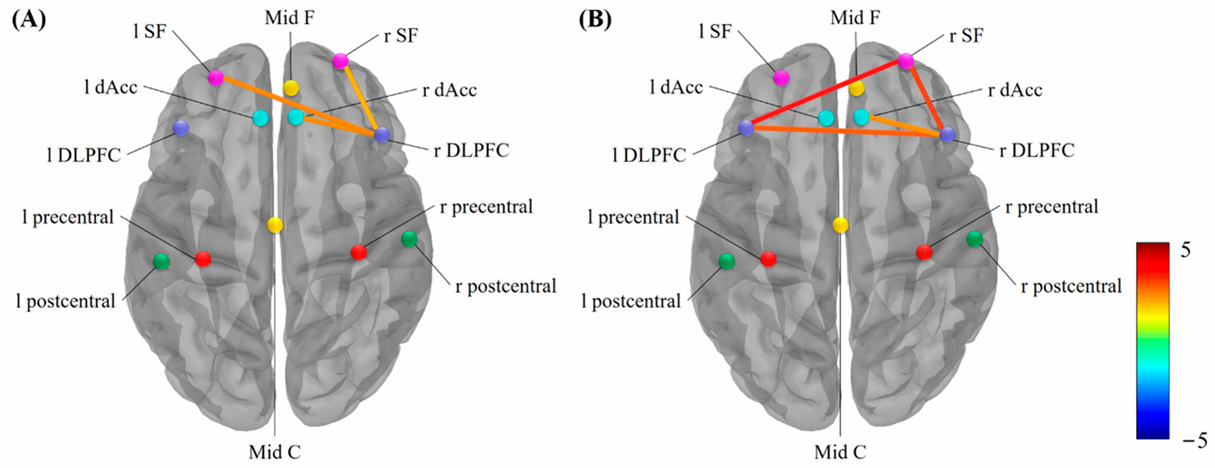 (A)
Mid F
l SF
r SF
l dAcc
r dAcc
l DLPFC
r DLPFC
l precentral
r precentral
l postcentral
r postcentral
Mid C
(B)
Mid F
l SF
r SF
l dAcc
r dAcc
l DLPFC
r DLPFC
l precentral
r precentral
l postcentral
r postcentral
Mid C
5
−5